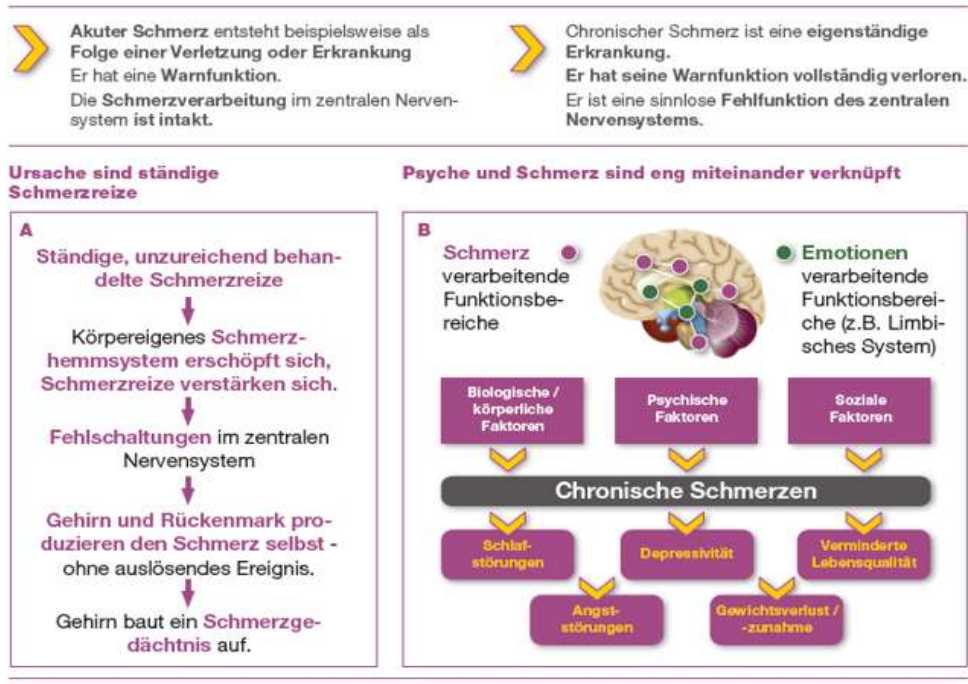 Akuter Schmerz entsteht beispielsweise als
Folge einer Verletzung oder Erkrankung
Er hat eine Warnfunktion.
Die Schmerzverarbeitung im zentralen Nerven-
system ist intakt.
Chronischer Schmerz ist eine eigenständige
Erkrankung.
Er hat seine Warnfunktion vollständig verloren.
Er ist eine sinnlose Fehlfunktion des zentralen
Nervensystems.
Ursache sind ständige
Schmerzreize
A
Ständige, unzureichend behan-
delte Schmerzreize
Körpereigenes Schmerz-
hemmsystem erschöpft sich,
Schmerzreize verstärken sich.
Fehlschaltungen im zentralen
Nervensystem
Gehirn und Rückenmark pro-
duzieren den Schmerz selbst -
ohne auslösendes Ereignis.
Gehirn baut ein Schmerzge-
dächtnis auf.
Psyche und Schmerz sind eng miteinander verknüpft
B
Schmerz
verarbeitende
Funktionsbe-
reiche
Emotionen
verarbeitende
Funktionsberei-
che (z.B. Limbi-
sches System)
Biologische /
körperliche
Faktoren
Psychische
Faktoren
Soziale
Faktoren
Chronische Schmerzen
Schlaf-
störungen
Depressivität
Verminderte
Lebensqualität
Angst-
störungen
Gewichtsverlust /
-zunahme